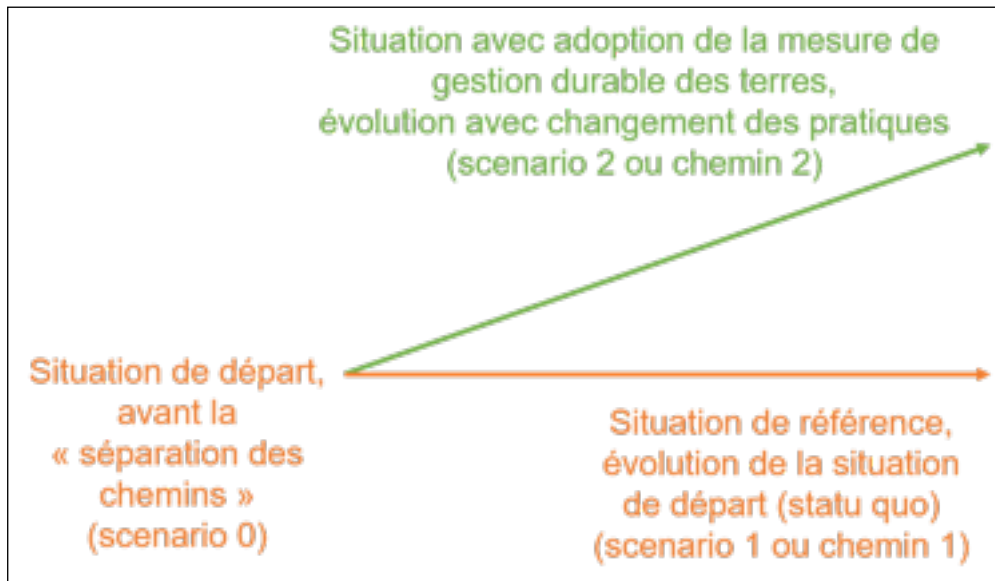 Situation avec adoption de la mesure de
gestion durable des terres,
évolution avec changement des pratiques
(scenario 2 ou chemin 2)
Situation de départ,
avant la
« séparation des
chemins »
(scenario 0)
Situation de référence,
évolution de la situation
de départ (statu quo)
(scenario 1 ou chemin 1)